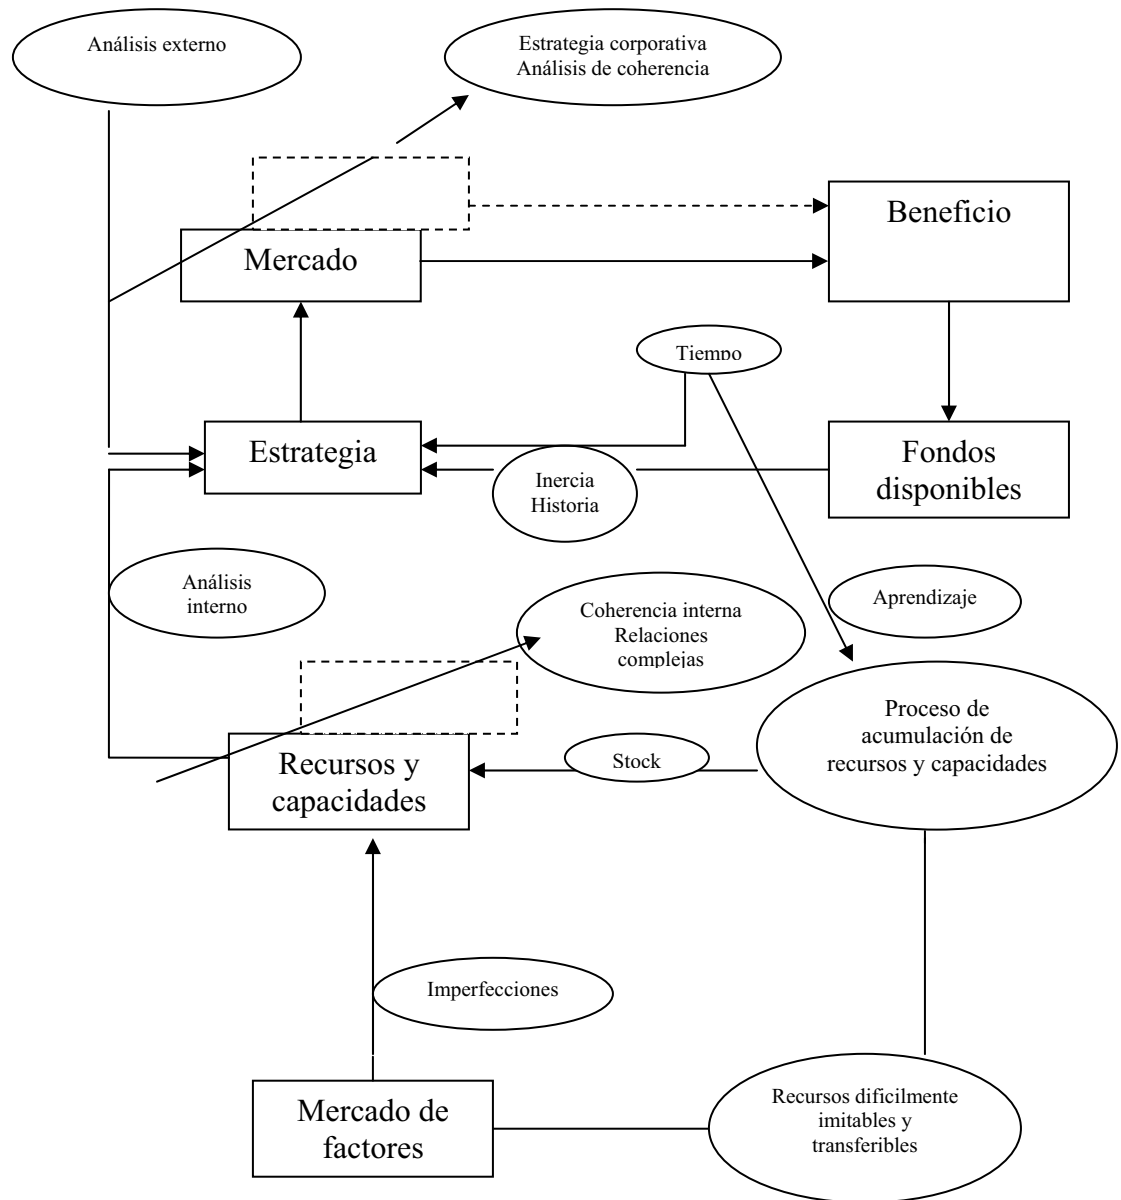 Análisis externo
Estrategia corporativa
Análisis de coherencia
Beneficio
Mercado
Tiempo
Estrategia
Fondos
disponibles
Inercia
Historia
Análisis
interno
Aprendizaje
Coherencia interna
Relaciones
complejas
Proceso de
acumulación de
recursos y capacidades
Recursos y
capacidades
Stock
Imperfecciones
Mercado de
factores
Recursos dificilmente
imitables y
transferibles